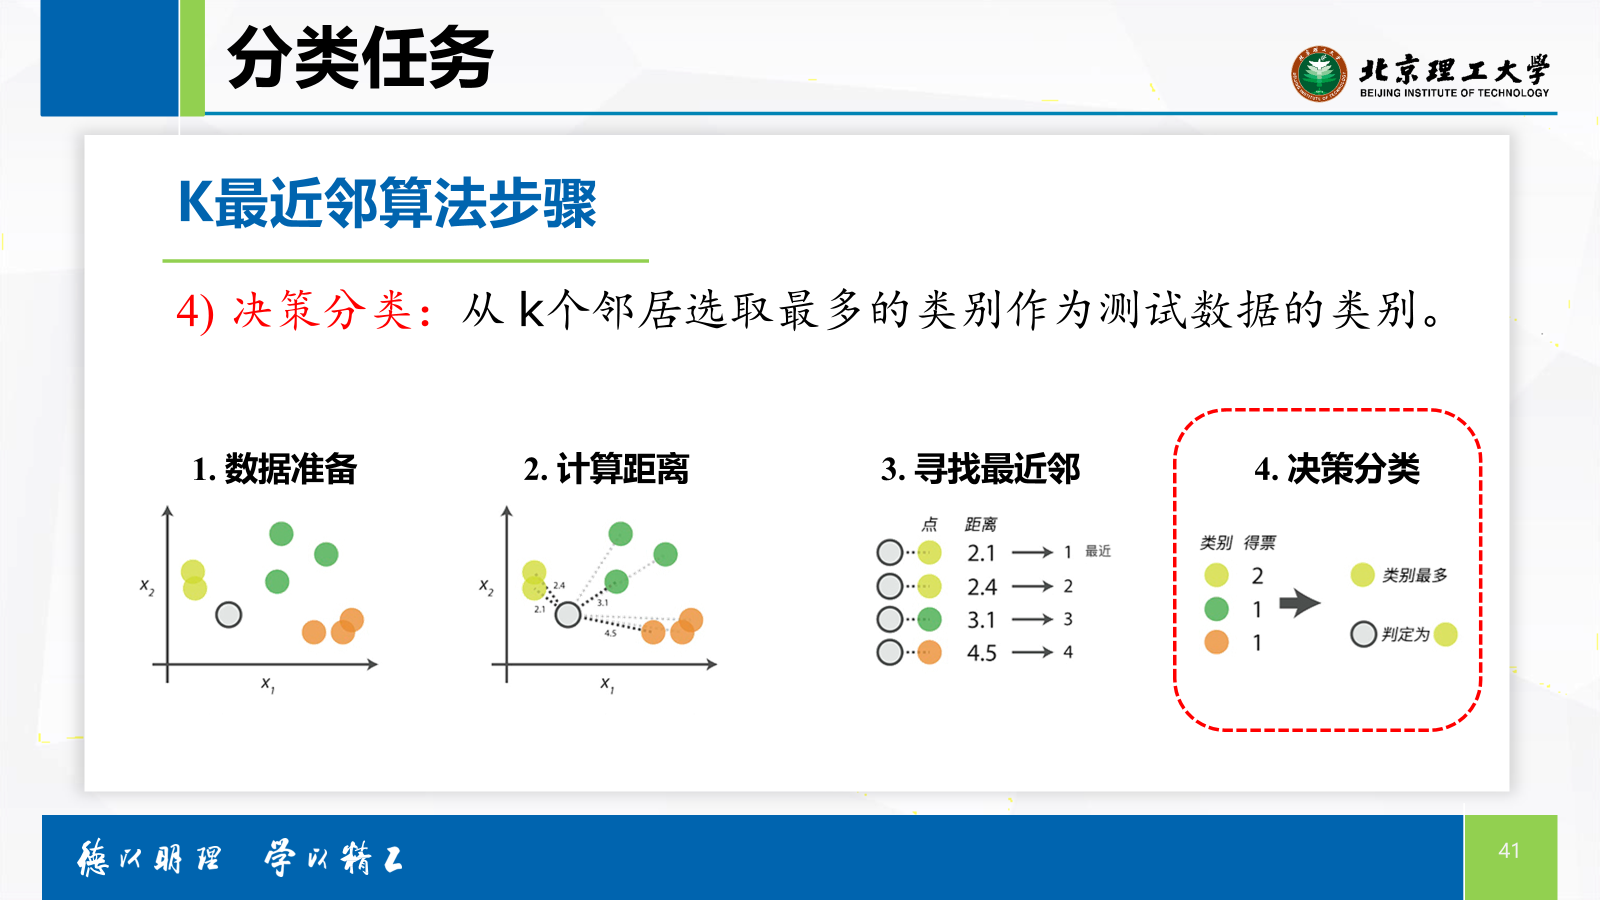 分类任务
北京理工大学
BEIJING INSTITUTE OF TECHNOLOGY
K最近邻算法步骤
4) 决策分类：从 k个邻居选取最多的类别作为测试数据的类别。
1. 数据准备
x2
x1
2. 计算距离
x2
2.4
2.1
3.1
4.5
x1
3. 寻找最近邻
点 距离
2.1 1 最近
2.4 2
3.1 3
4.5 4
4. 决策分类
类别 得票
2
1
1
类别最多
判定为
德以明理 学以精工
41